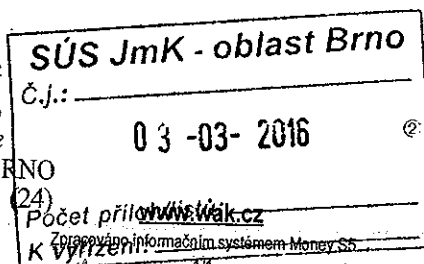 SÚS JmK - oblast Brno
Č.j.:
03 -03- 2016
RNO
(24)
Počet příloh/listů:
www.wak.cz
K vyřízení:
Zpracováno informačním systémem Money S5